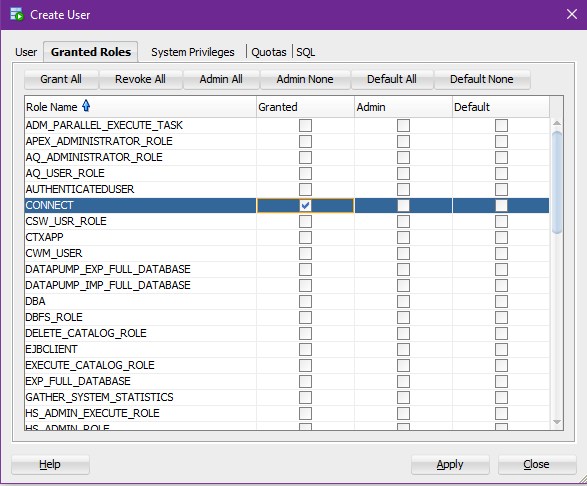 Create User
User Granted Roles System Privileges Quotas SQL
Grant All Revoke All Admin All Admin None Default All Default None
Role Name Granted Admin Default
ADM_PARALLEL_EXECUTE_TASK
APEX_ADMINISTRATOR_ROLE
AQ_ADMINISTRATOR_ROLE
AQ_USER_ROLE
AUTHENTICATEDUSER
CONNECT
CSW_USR_ROLE
CTXAPP
CWM_USER
DATAPUMP_EXP_FULL_DATABASE
DATAPUMP_IMP_FULL_DATABASE
DBA
DBFS_ROLE
DELETE_CATALOG_ROLE
EJBCLIENT
EXECUTE_CATALOG_ROLE
EXP_FULL_DATABASE
GATHER_SYSTEM_STATISTICS
HS_ADMIN_EXECUTE_ROLE
HS_ADMIN_ROLE
Help Apply Close